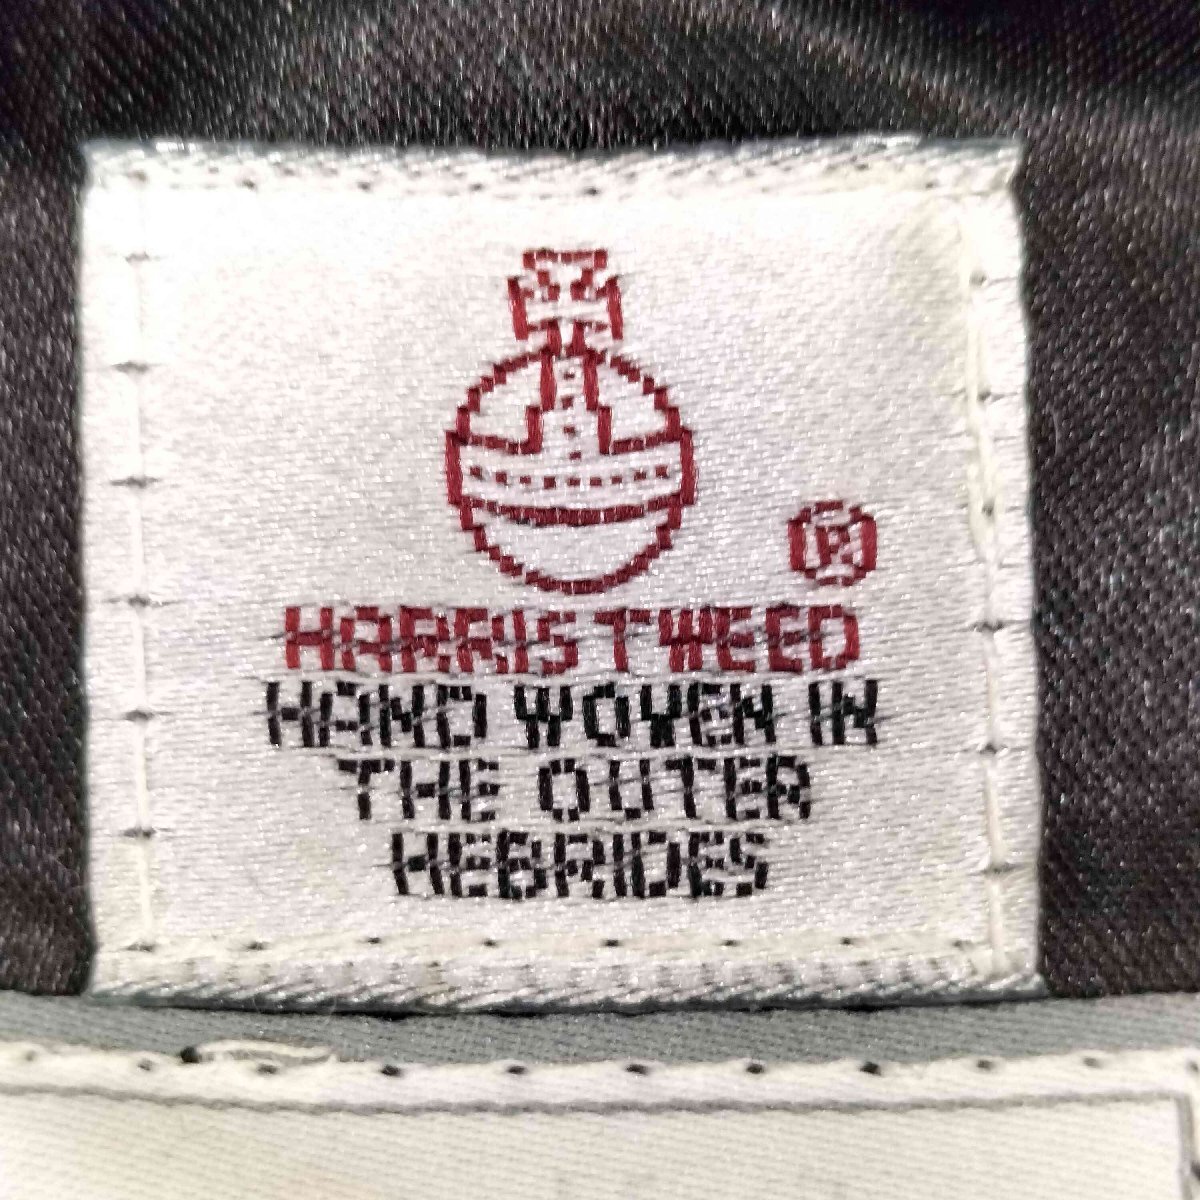 ®
HARRIS TWEED
HAND WOVEN IN
THE OUTER
HEBRIDES